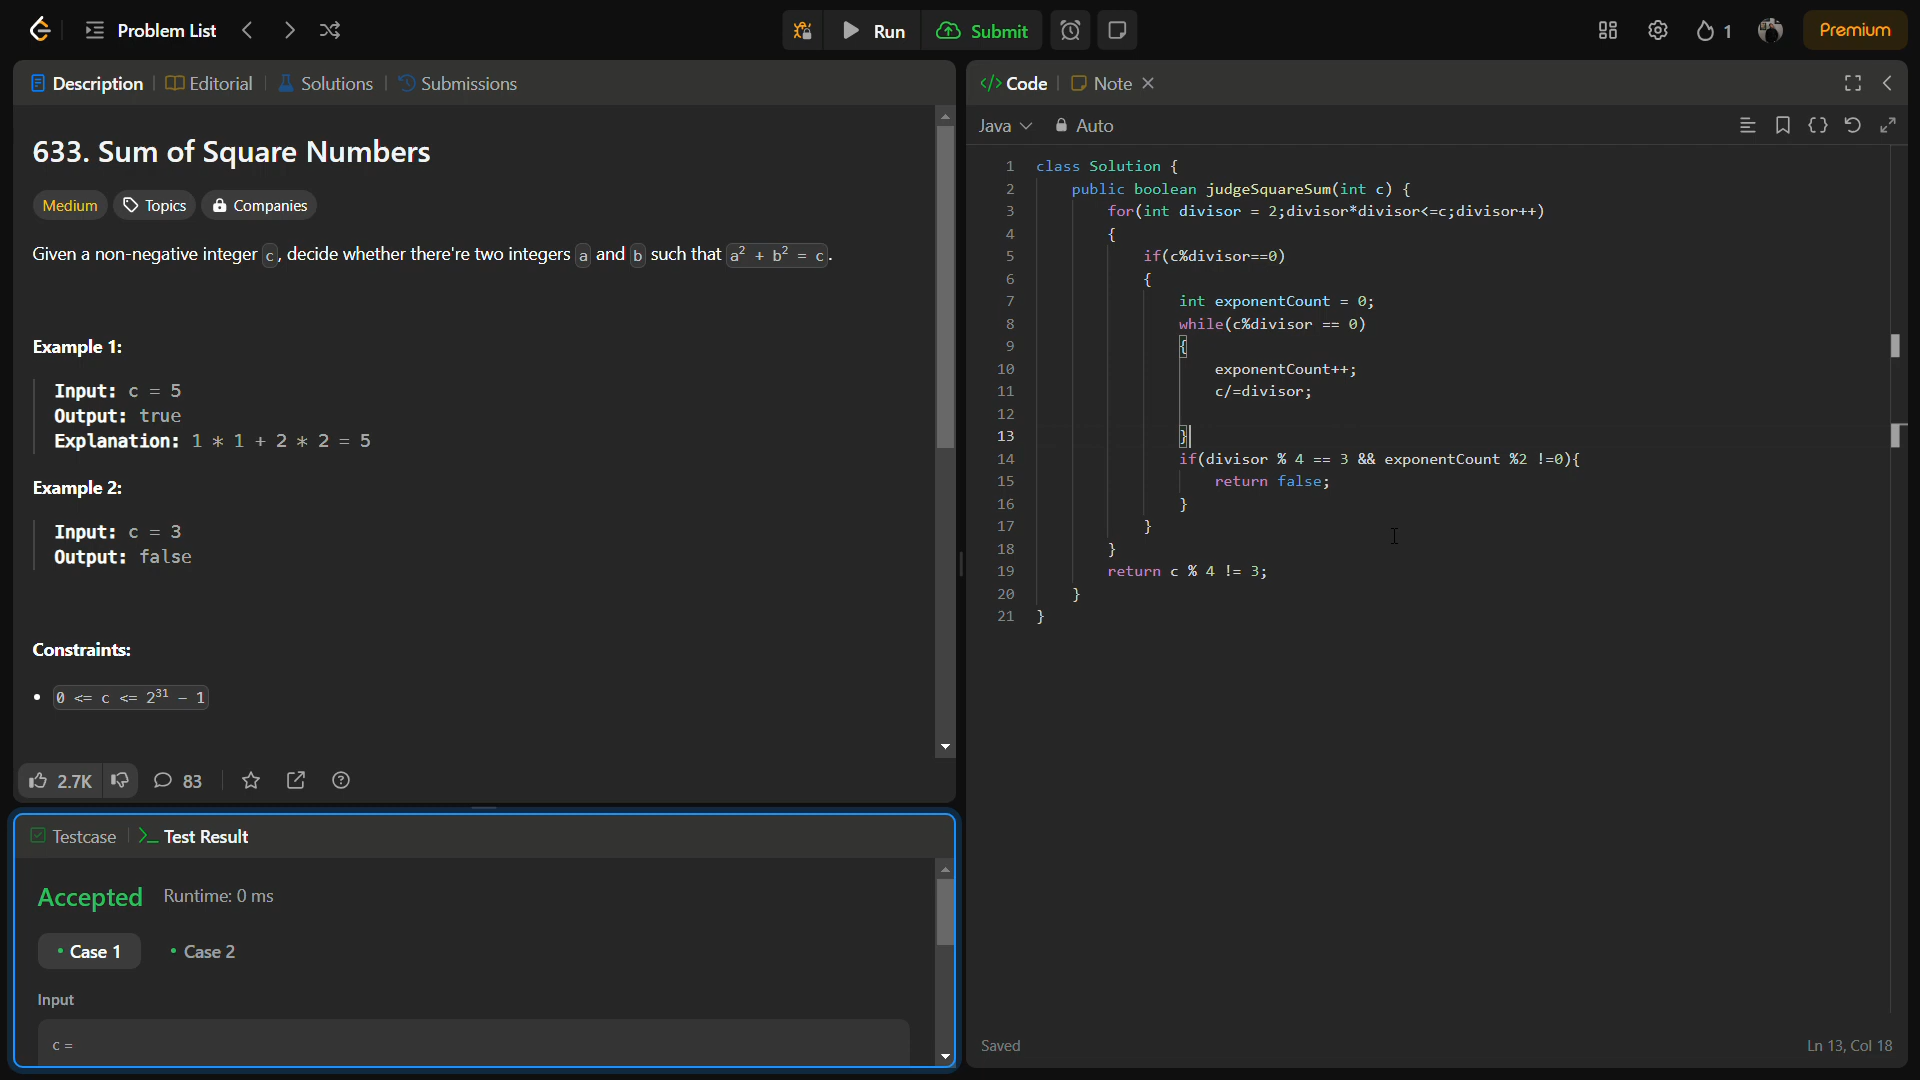 Problem List
Run
Submit
1
Premium
Description
Editorial
Solutions
Submissions
633. Sum of Square Numbers
Medium
Topics
Companies
Given a non-negative integer c, decide whether there're two integers a and b such that a² + b² = c.
Example 1:
Input: c = 5
Output: true
Explanation: 1 * 1 + 2 * 2 = 5
Example 2:
Input: c = 3
Output: false
Constraints:
• 0 <= c <= 2³¹ - 1
2.7K
83
Testcase
Test Result
Accepted
Runtime: 0 ms
• Case 1
• Case 2
Input
c =
</> Code
Note
Java
Auto
1 class Solution {
2 public boolean judgeSquareSum(int c) {
3 for(int divisor = 2;divisor*divisor<=c;divisor++)
4 {
5 if(c%divisor==0)
6 {
7 int exponentCount = 0;
8 while(c%divisor == 0)
9 {
10 exponentCount++;
11 c/=divisor;
12
13 }
14 if(divisor % 4 == 3 && exponentCount %2 !=0){
15 return false;
16 }
17 }
18 }
19 return c % 4 != 3;
20 }
21 }
Saved
Ln 13, Col 18